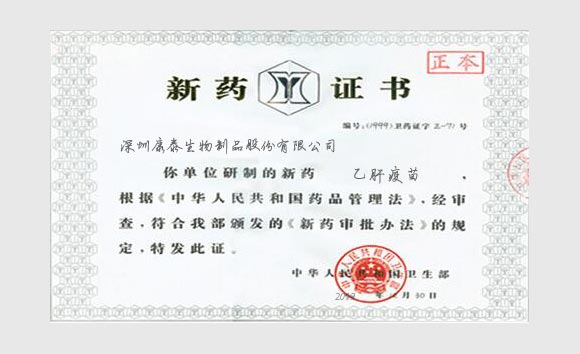 正本
新药证书
编号:(1999)卫药证字 Z-71 号
深圳康泰生物制品股份有限公司
你单位研制的新药 乙肝疫苗 ,
根据《中华人民共和国药品管理法》,经审
查,符合我部颁发的《新药审批办法》的规
定,特发此证。
中华人民共和国卫生部
月30日